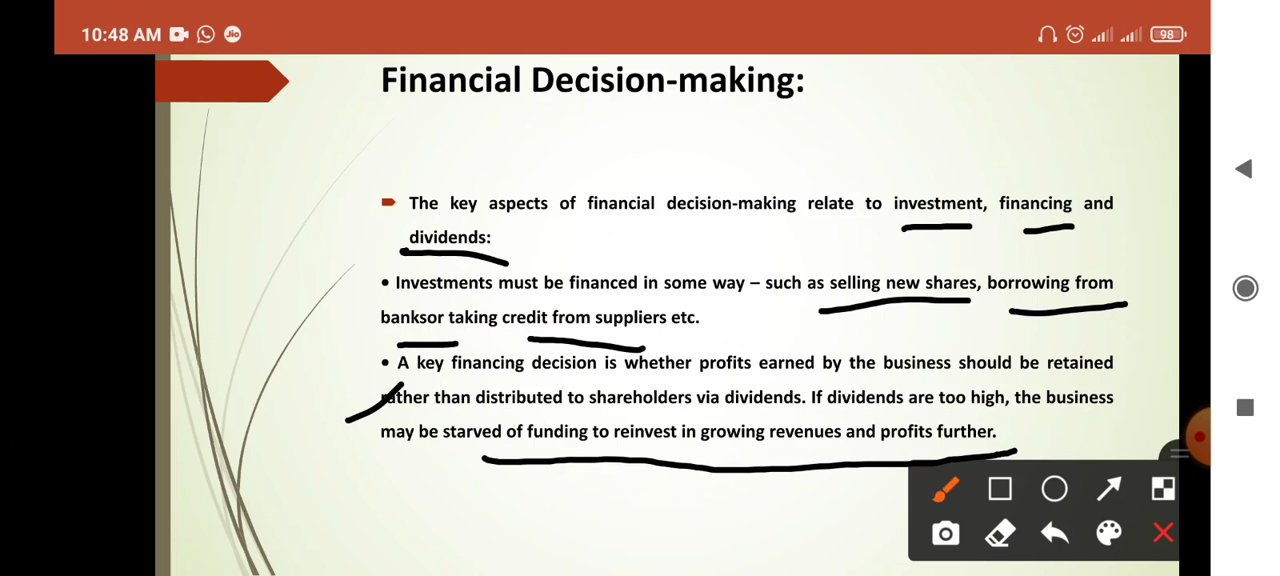 10:48 AM
Jio
98
Financial Decision-making:
The key aspects of financial decision-making relate to investment, financing and
dividends:
• Investments must be financed in some way – such as selling new shares, borrowing from
banksor taking credit from suppliers etc.
• A key financing decision is whether profits earned by the business should be retained
rather than distributed to shareholders via dividends. If dividends are too high, the business
may be starved of funding to reinvest in growing revenues and profits further.